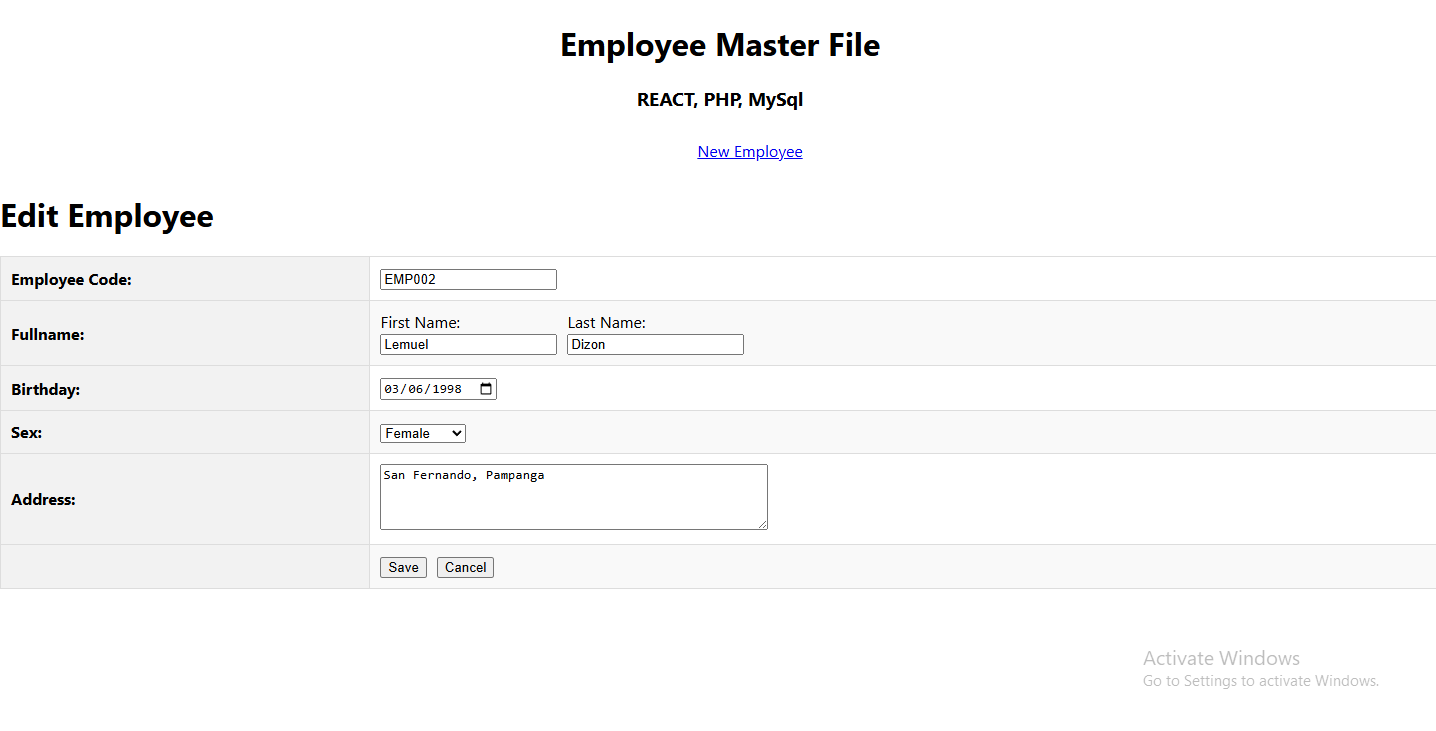 Employee Master File
REACT, PHP, MySql
New Employee
Edit Employee
Employee Code: EMP002
First Name: Last Name:
Fullname:
Lemuel Dizon
Birthday: 03/06/1998
Sex: Female
San Fernando, Pampanga
Address:
Save Cancel
Activate Windows
Go to Settings to activate Windows.